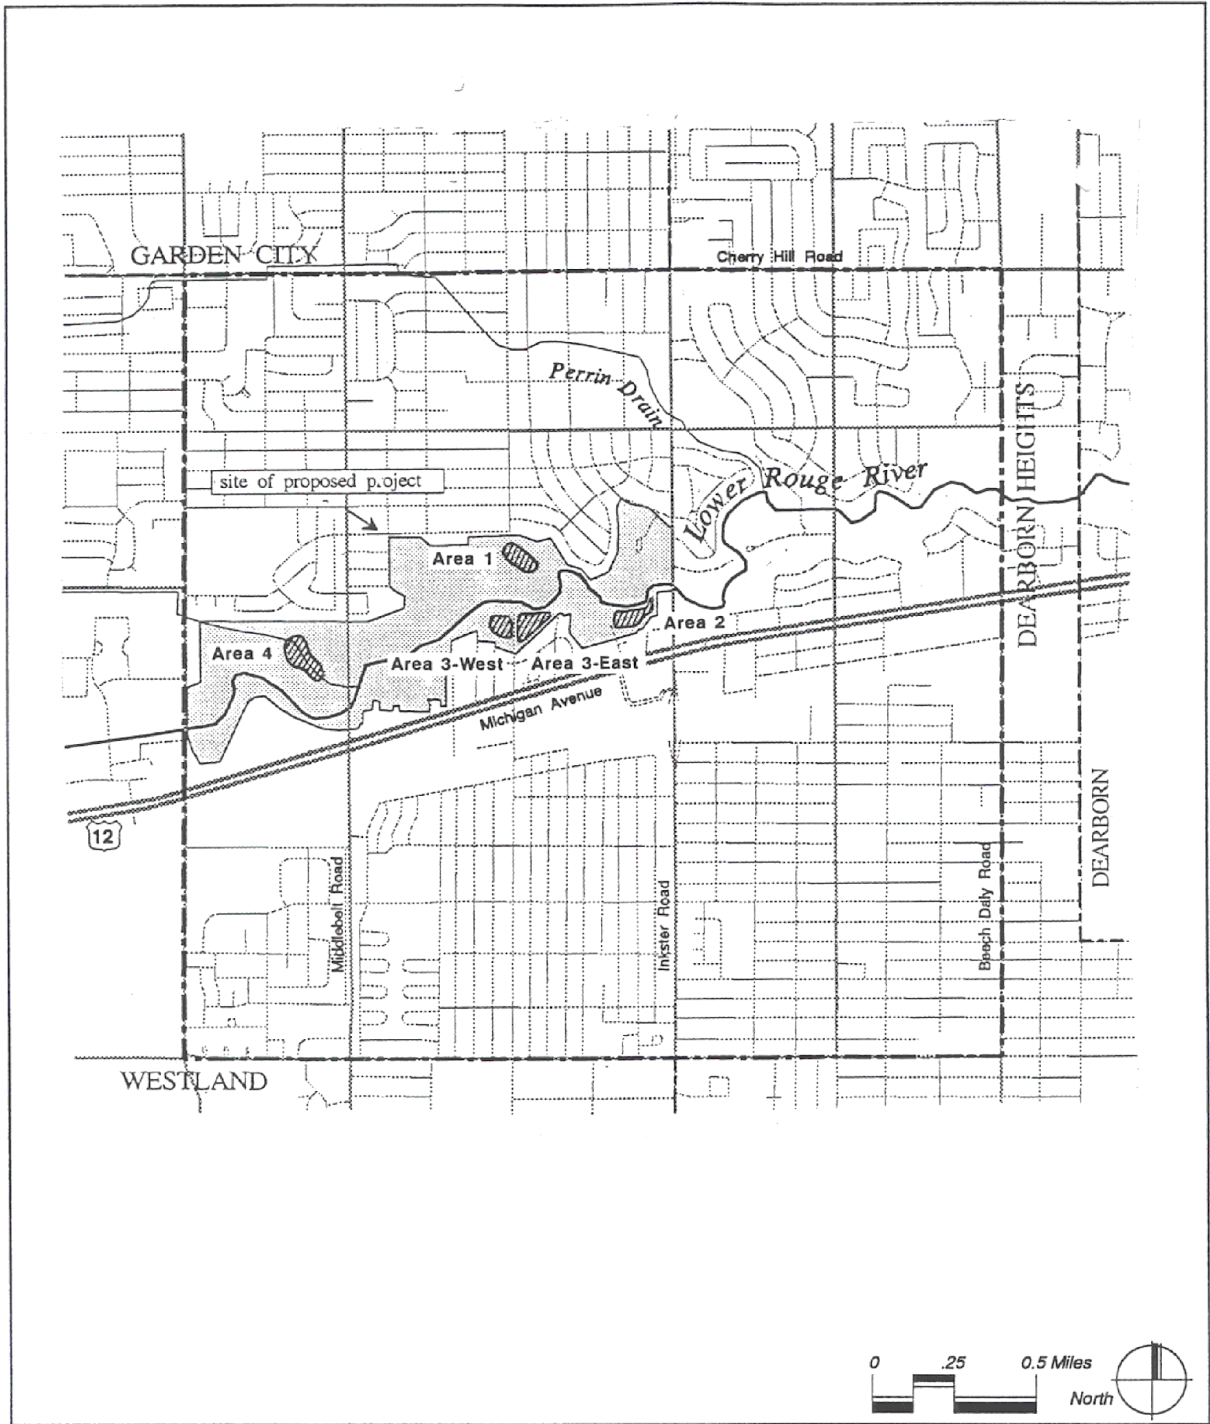 GARDEN CITY
Cherry Hill Road
Perrin Drain
DEARBORN HEIGHTS
Lower Rouge River
site of proposed project
Area 1
Area 2
Area 4
Area 3-West
Area 3-East
Michigan Avenue
12
DEARBORN
Middlebelt Road
Inkster Road
Beech Daly Road
WESTLAND
0 .25 0.5 Miles
North